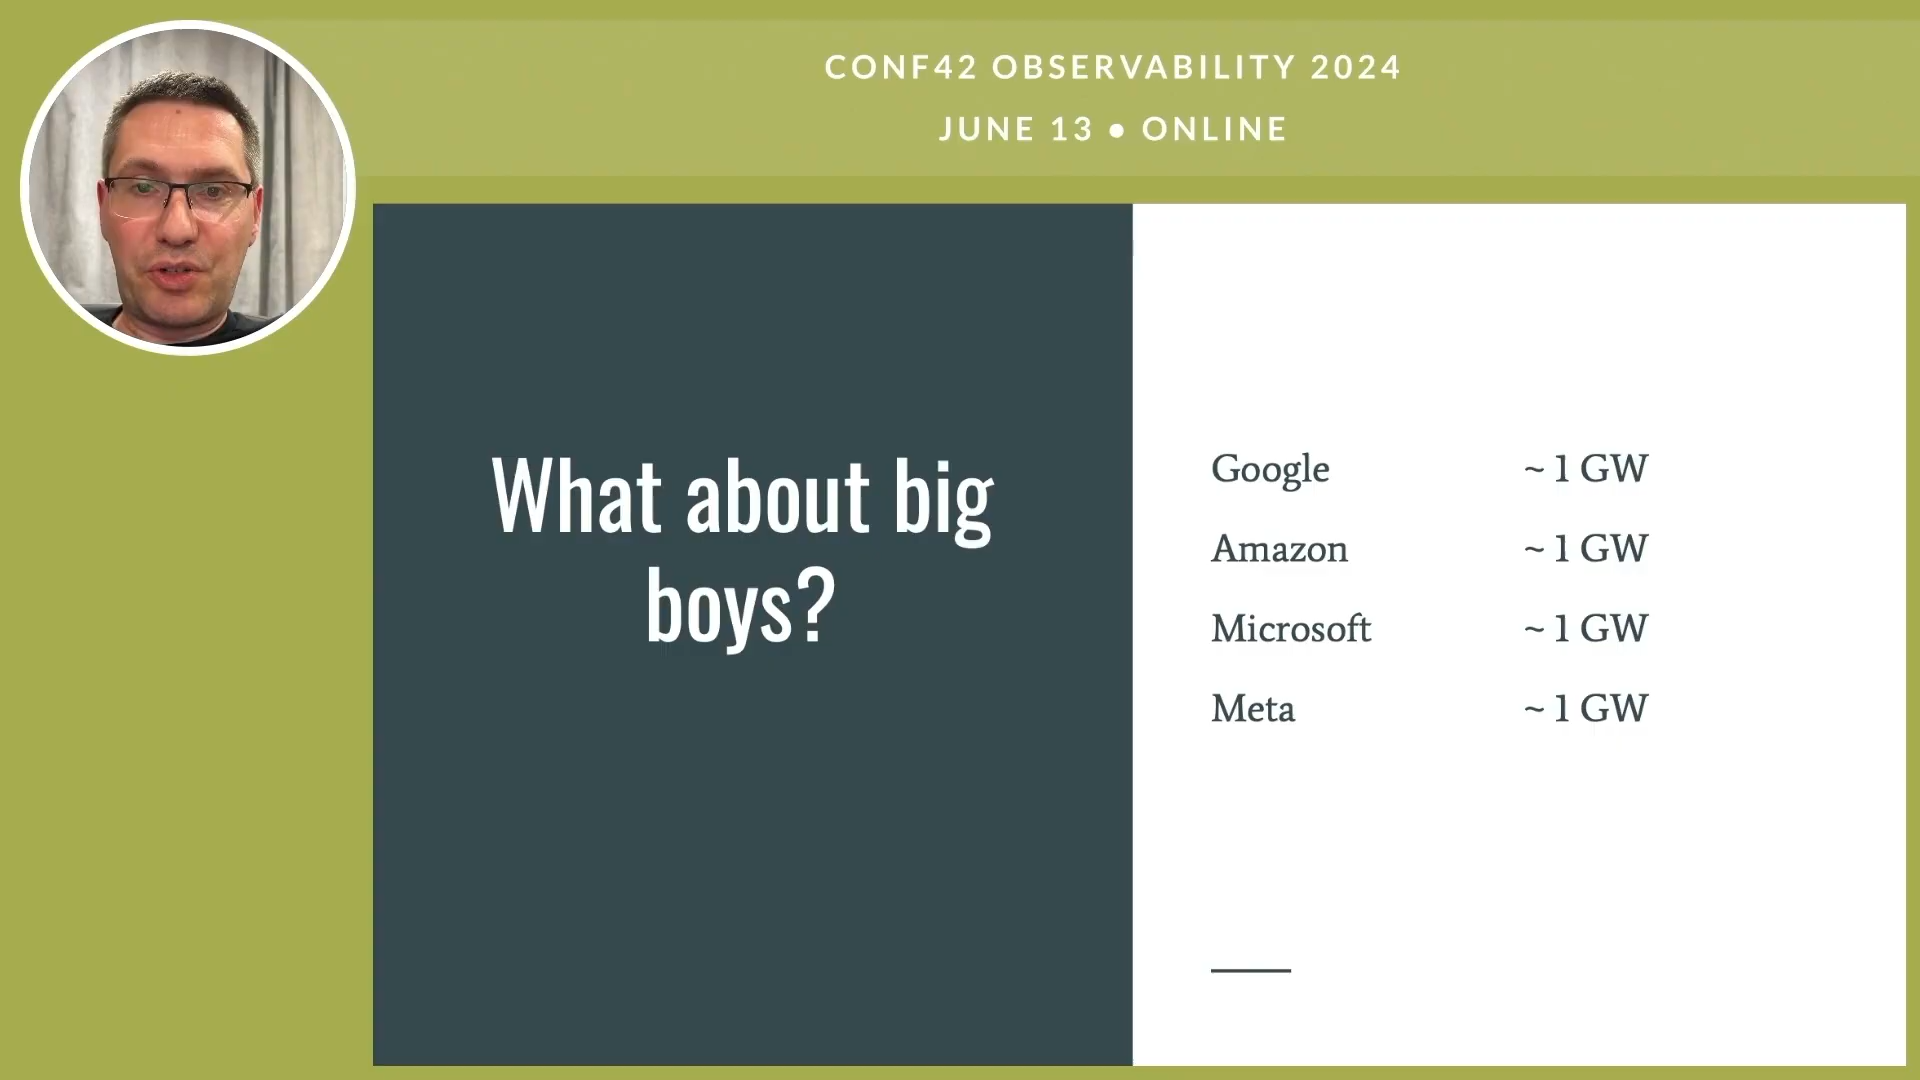 CONF42 OBSERVABILITY 2024
JUNE 13 ● ONLINE
What about big
boys?
Google ~ 1 GW
Amazon ~ 1 GW
Microsoft ~ 1 GW
Meta ~ 1 GW